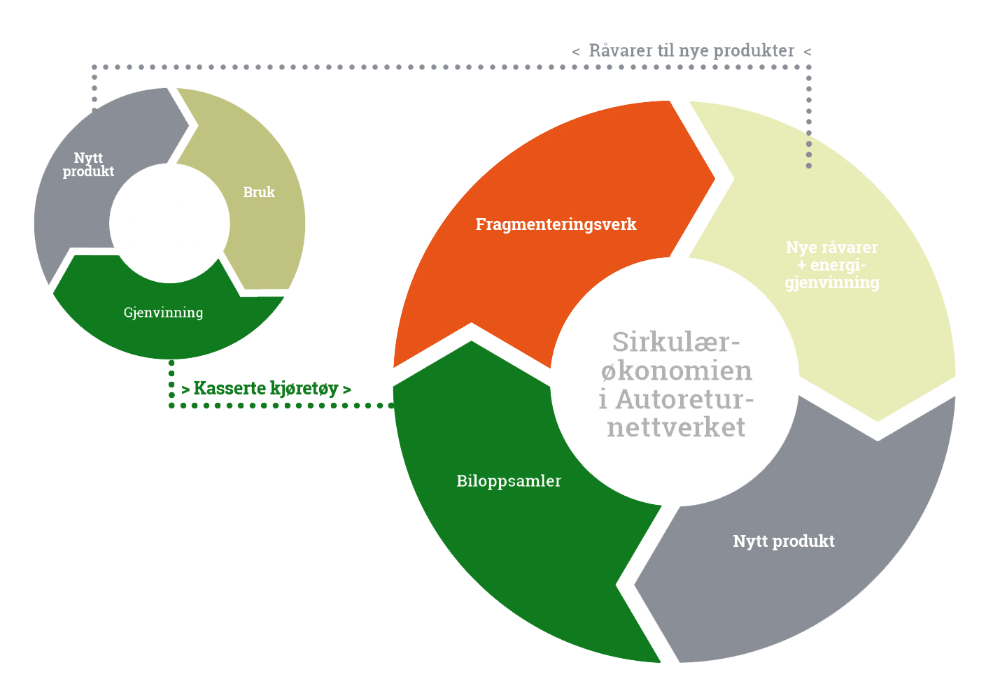 < Råvarer til nye produkter <
Nytt
produkt
Bruk
Gjenvinning
> Kasserte kjøretøy >
Fragmenteringsverk
Nye råvarer
+ energi-
gjenvinning
Sirkulær-
økonomien
i Autoretur-
nettverket
Biloppsamler
Nytt produkt